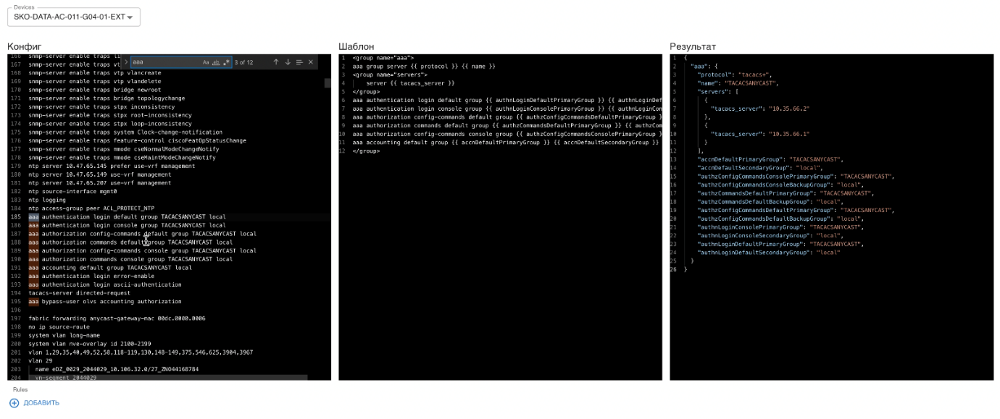 Devices
SKO-DATA-AC-011-G04-01-EXT
Конфиг
166 snmp-server enable traps li
167 snmp-server enable traps vt
168 snmp-server enable traps vtp vlancreate
169 snmp-server enable traps vtp vlandelete
170 snmp-server enable traps bridge newroot
171 snmp-server enable traps bridge topologychange
172 snmp-server enable traps stpx inconsistency
173 snmp-server enable traps stpx root-inconsistency
174 snmp-server enable traps stpx loop-inconsistency
175 snmp-server enable traps system Clock-change-notification
176 snmp-server enable traps feature-control ciscoFeatOpStatusChange
177 snmp-server enable traps mmode cseNormalModeChangeNotify
178 snmp-server enable traps mmode cseMaintModeChangeNotify
179 ntp server 10.47.65.145 prefer use-vrf management
180 ntp server 10.47.65.149 use-vrf management
181 ntp server 10.47.65.207 use-vrf management
182 ntp source-interface mgmt0
183 ntp logging
184 ntp access-group peer ACL_PROTECT_NTP
185 aaa authentication login default group TACACSANYCAST local
186 aaa authentication login console group TACACSANYCAST local
187 aaa authorization config-commands default group TACACSANYCAST local
188 aaa authorization commands default group TACACSANYCAST local
189 aaa authorization config-commands console group TACACSANYCAST local
190 aaa authorization commands console group TACACSANYCAST local
191 aaa accounting default group TACACSANYCAST local
192 aaa authentication login error-enable
193 aaa authentication login ascii-authentication
194 tacacs-server directed-request
195 aaa bypass-user olvs accounting authorization
196
197 fabric forwarding anycast-gateway-mac 00dc.0000.0006
198 no ip source-route
199 system vlan long-name
200 system vlan nve-overlay id 2100-2199
201 vlan 1,29,35,40,49,52,58,118-119,130,148-149,375,546,625,3904,3967
202 vlan 29
203 name eDZ_0029_2044029_10.106.32.0/27_ZNO44168784
204 vn-segment 2044029
aaa
Aa
ab
.*
3 of 12
Шаблон
1 <group name="aaa">
2 aaa group server {{ protocol }} {{ name }}
3 <group name="servers">
4 server {{ tacacs_server }}
5 </group>
6 aaa authentication login default group {{ authnLoginDefaultPrimaryGroup }} {{ authnLoginDef
7 aaa authentication login console group {{ authnLoginConsolePrimaryGroup }} {{ authnLoginCon
8 aaa authorization config-commands default group {{ authzConfigCommandsDefaultPrimaryGroup }
9 aaa authorization commands default group {{ authzCommandsDefaultPrimaryGroup }} {{ authzCom
10 aaa authorization config-commands console group {{ authzConfigCommandsConsolePrimaryGroup }
11 aaa accounting default group {{ accnDefaultPrimaryGroup }} {{ accnDefaultSecondaryGroup }}
12 </group>
Результат
1 {
2 "aaa": {
3 "protocol": "tacacs+",
4 "name": "TACACSANYCAST",
5 "servers": [
6 {
7 "tacacs_server": "10.35.66.2"
8 },
9 {
10 "tacacs_server": "10.35.66.1"
11 }
12 ],
13 "accnDefaultPrimaryGroup": "TACACSANYCAST",
14 "accnDefaultSecondaryGroup": "local",
15 "authzConfigCommandsConsolePrimaryGroup": "TACACSANYCAST",
16 "authzConfigCommandsConsoleBackupGroup": "local",
17 "authzCommandsDefaultPrimaryGroup": "TACACSANYCAST",
18 "authzCommandsDefaultBackupGroup": "local",
19 "authzConfigCommandsDefaultPrimaryGroup": "TACACSANYCAST",
20 "authzConfigCommandsDefaultBackupGroup": "local",
21 "authnLoginConsolePrimaryGroup": "TACACSANYCAST",
22 "authnLoginConsoleSecondaryGroup": "local",
23 "authnLoginDefaultPrimaryGroup": "TACACSANYCAST",
24 "authnLoginDefaultSecondaryGroup": "local"
25 }
26 }
Rules
ДОБАВИТЬ